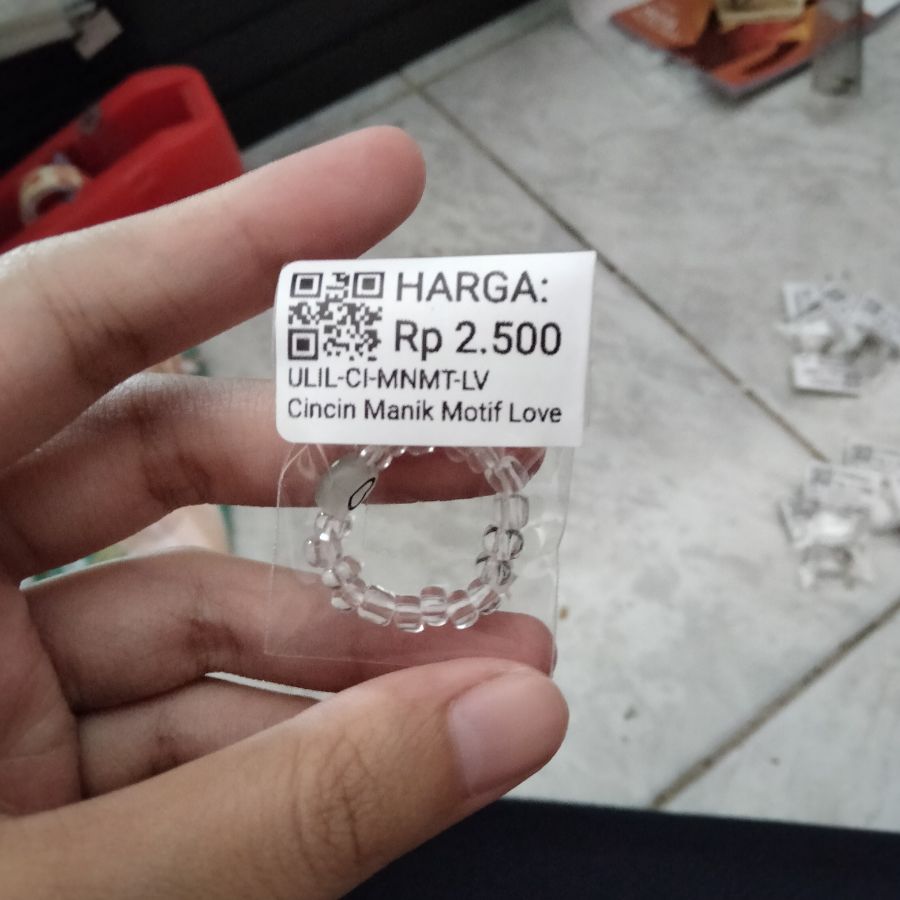 HARGA:
Rp 2.500
ULIL-CI-MNMT-LV
Cincin Manik Motif Love